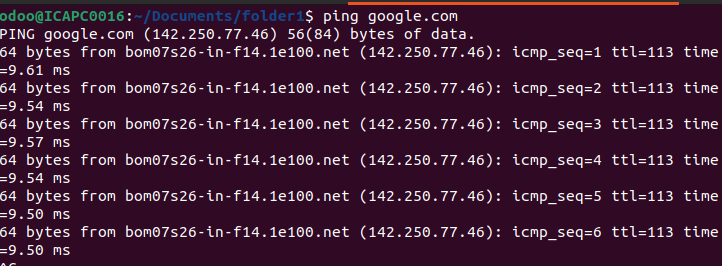 odoo@ICAPC0016:~/Documents/folder1$ ping google.com
PING google.com (142.250.77.46) 56(84) bytes of data.
64 bytes from bom07s26-in-f14.1e100.net (142.250.77.46): icmp_seq=1 ttl=113 time
=9.61 ms
64 bytes from bom07s26-in-f14.1e100.net (142.250.77.46): icmp_seq=2 ttl=113 time
=9.54 ms
64 bytes from bom07s26-in-f14.1e100.net (142.250.77.46): icmp_seq=3 ttl=113 time
=9.57 ms
64 bytes from bom07s26-in-f14.1e100.net (142.250.77.46): icmp_seq=4 ttl=113 time
=9.54 ms
64 bytes from bom07s26-in-f14.1e100.net (142.250.77.46): icmp_seq=5 ttl=113 time
=9.50 ms
64 bytes from bom07s26-in-f14.1e100.net (142.250.77.46): icmp_seq=6 ttl=113 time
=9.50 ms